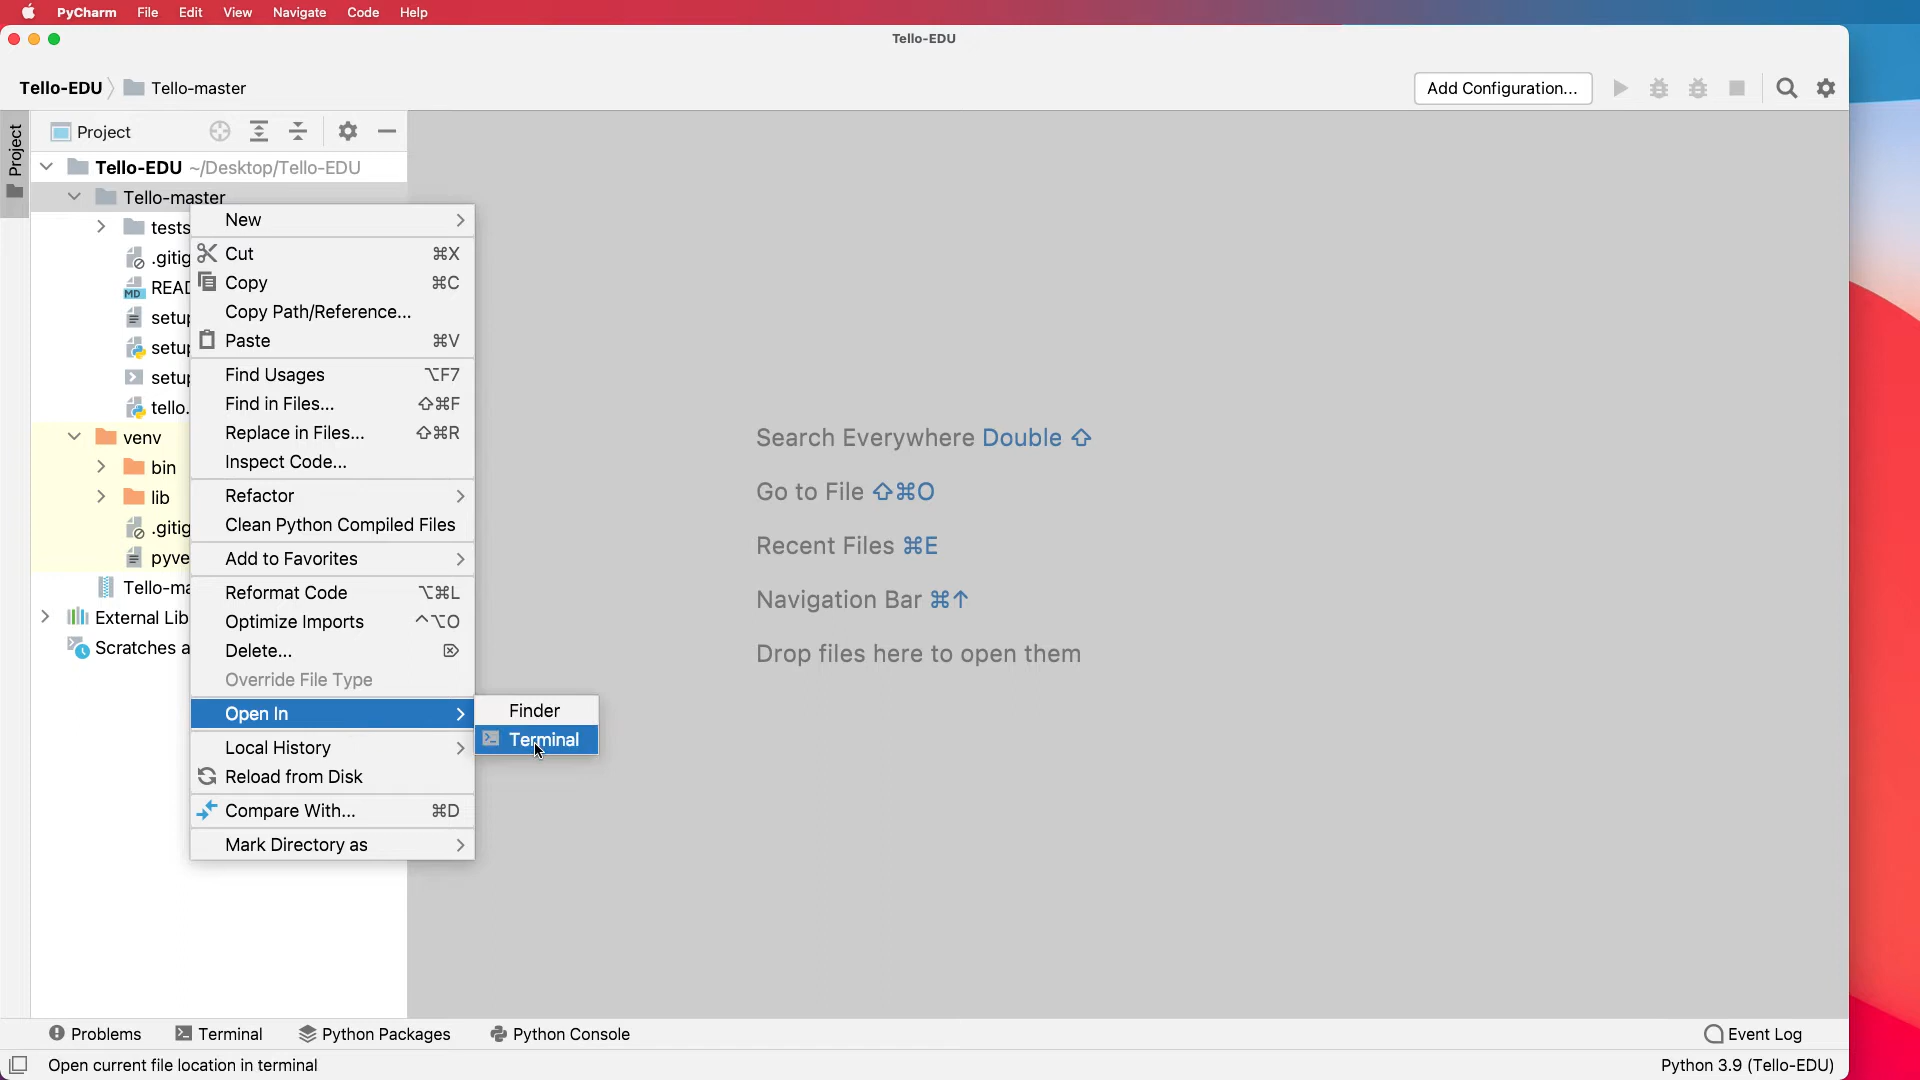 PyCharm File Edit View Navigate Code Help
Tello-EDU
Tello-EDU Tello-master Add Configuration...
Project
Project
Tello-EDU ~/Desktop/Tello-EDU
Tello-master
tests
.gitig
READ
setup
setup
setup
tello.
venv
bin
lib
.gitig
pyve
Tello-ma
External Lib
Scratches a
New
Cut ⌘X
Copy ⌘C
Copy Path/Reference...
Paste ⌘V
Find Usages ⌥F7
Find in Files... ⇧⌘F
Replace in Files... ⇧⌘R
Inspect Code...
Refactor
Clean Python Compiled Files
Add to Favorites
Reformat Code ⌥⌘L
Optimize Imports ^⌥O
Delete... ⌦
Override File Type
Open In
Local History
Reload from Disk
Compare With... ⌘D
Mark Directory as
Finder
Terminal
Search Everywhere Double ⇧
Go to File ⇧⌘O
Recent Files ⌘E
Navigation Bar ⌘↑
Drop files here to open them
Problems Terminal Python Packages Python Console Event Log
Open current file location in terminal Python 3.9 (Tello-EDU)